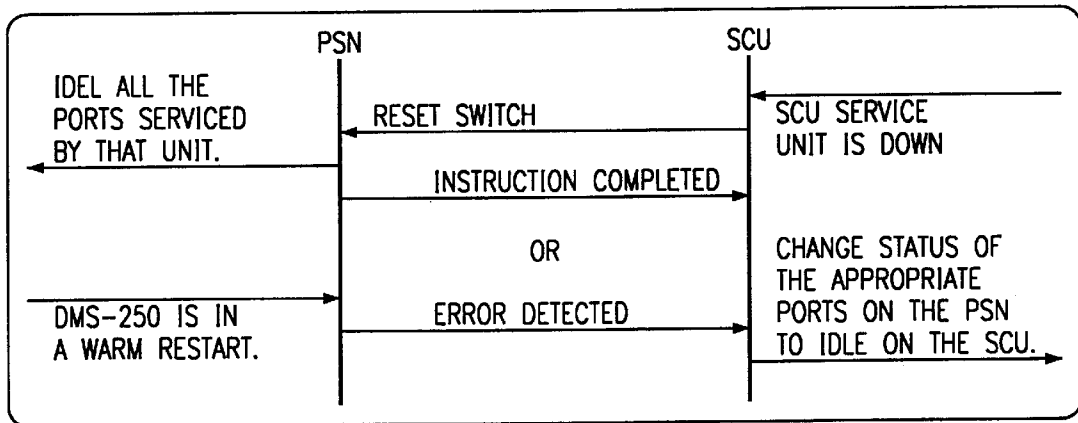 PSN
SCU
IDEL ALL THE
PORTS SERVICED
BY THAT UNIT.
RESET SWITCH
SCU SERVICE
UNIT IS DOWN
INSTRUCTION COMPLETED
OR
DMS-250 IS IN
A WARM RESTART.
ERROR DETECTED
CHANGE STATUS OF
THE APPROPRIATE
PORTS ON THE PSN
TO IDLE ON THE SCU.